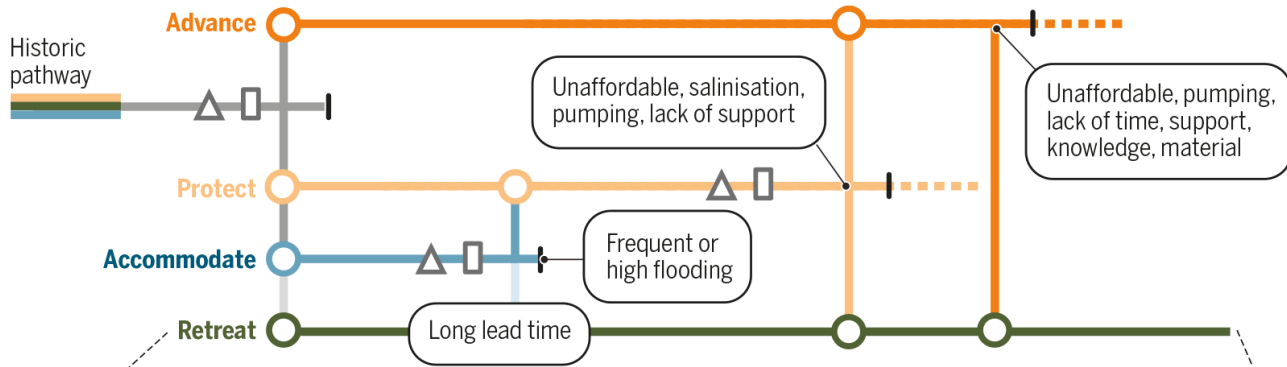 Advance
Historic
pathway
Unaffordable, salinisation,
pumping, lack of support
Unaffordable, pumping,
lack of time, support,
knowledge, material
Protect
Accommodate
Frequent or
high flooding
Retreat
Long lead time